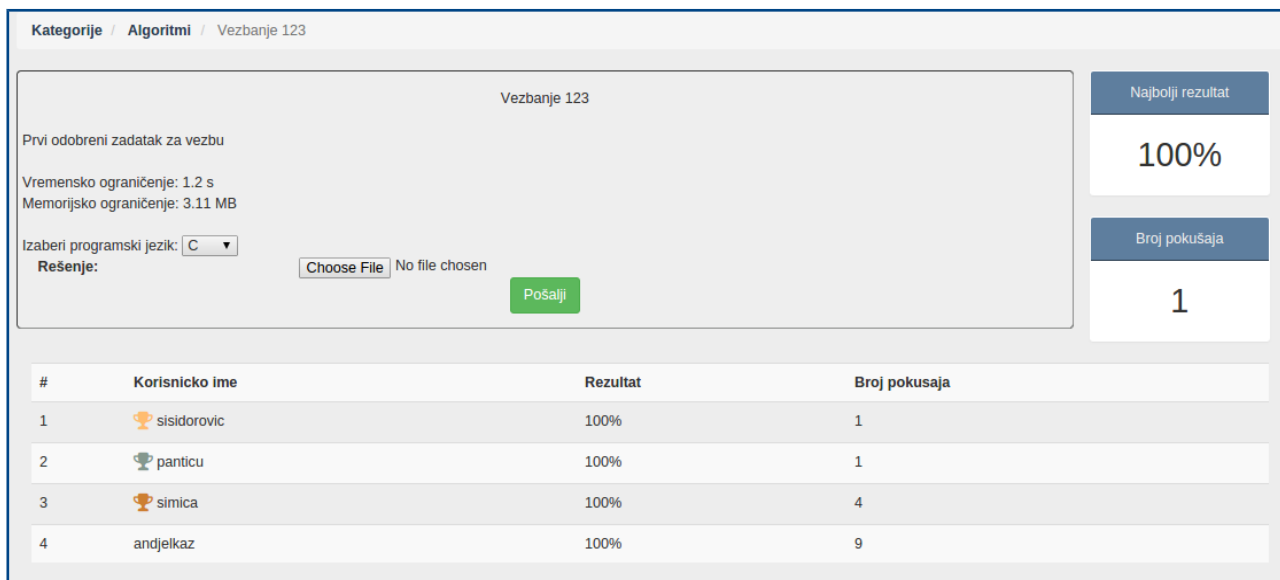 Kategorije / Algoritmi / Vezbanje 123
Vezbanje 123
Prvi odobreni zadatak za vezbu
Vremensko ograničenje: 1.2 s
Memorijsko ograničenje: 3.11 MB
Izaberi programski jezik: C
Rešenje: Choose File No file chosen
Pošalji
Najbolji rezultat
100%
Broj pokušaja
1
# Korisnicko ime Rezultat Broj pokusaja
1 sisidorovic 100% 1
2 panticu 100% 1
3 simica 100% 4
4 andjelkaz 100% 9